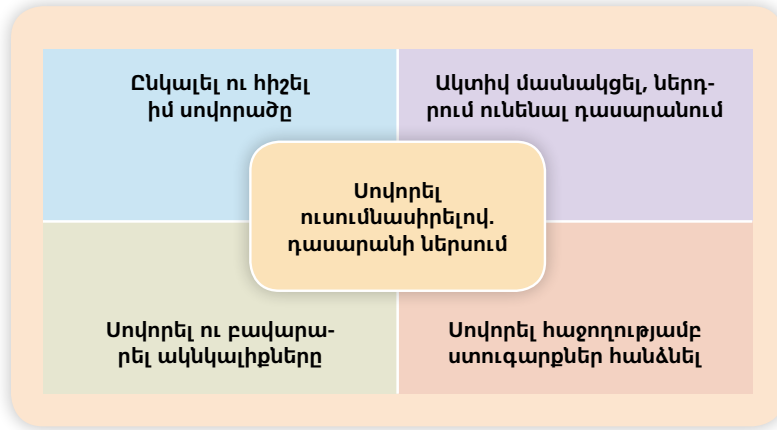 Ընկալել ու հիշել
իմ սովորածը
Ակտիվ մասնակցել, ներդ-
րում ունենալ դասարանում
Սովորել
ուսումնասիրելով.
դասարանի ներսում
Սովորել ու բավարա-
րել ակնկալիքները
Սովորել հաջողությամբ
ստուգարքներ հանձնել